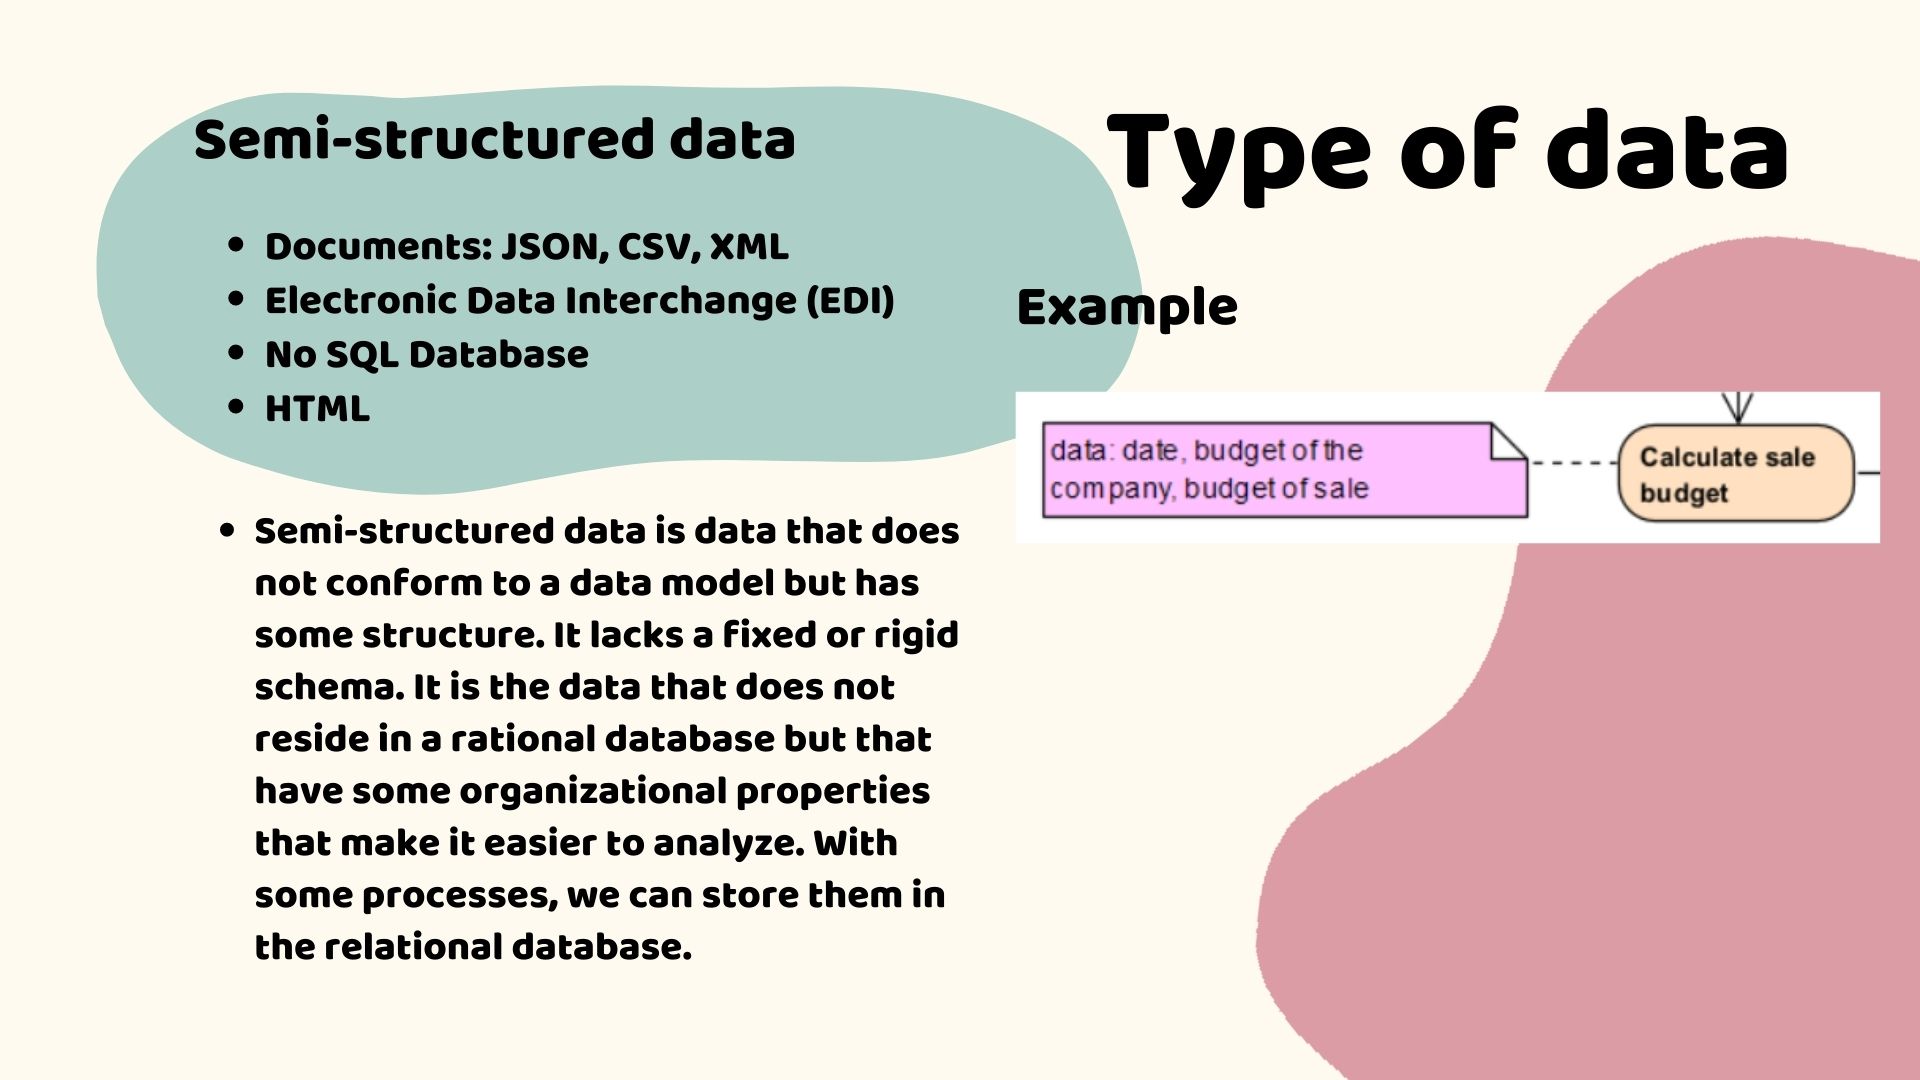 Type of data
Semi-structured data
• Documents: JSON, CSV, XML
• Electronic Data Interchange (EDI)
• No SQL Database
• HTML
• Semi-structured data is data that does
not conform to a data model but has
some structure. It lacks a fixed or rigid
schema. It is the data that does not
reside in a rational database but that
have some organizational properties
that make it easier to analyze. With
some processes, we can store them in
the relational database.
Example
data: date, budget of the
company, budget of sale
Calculate sale
budget